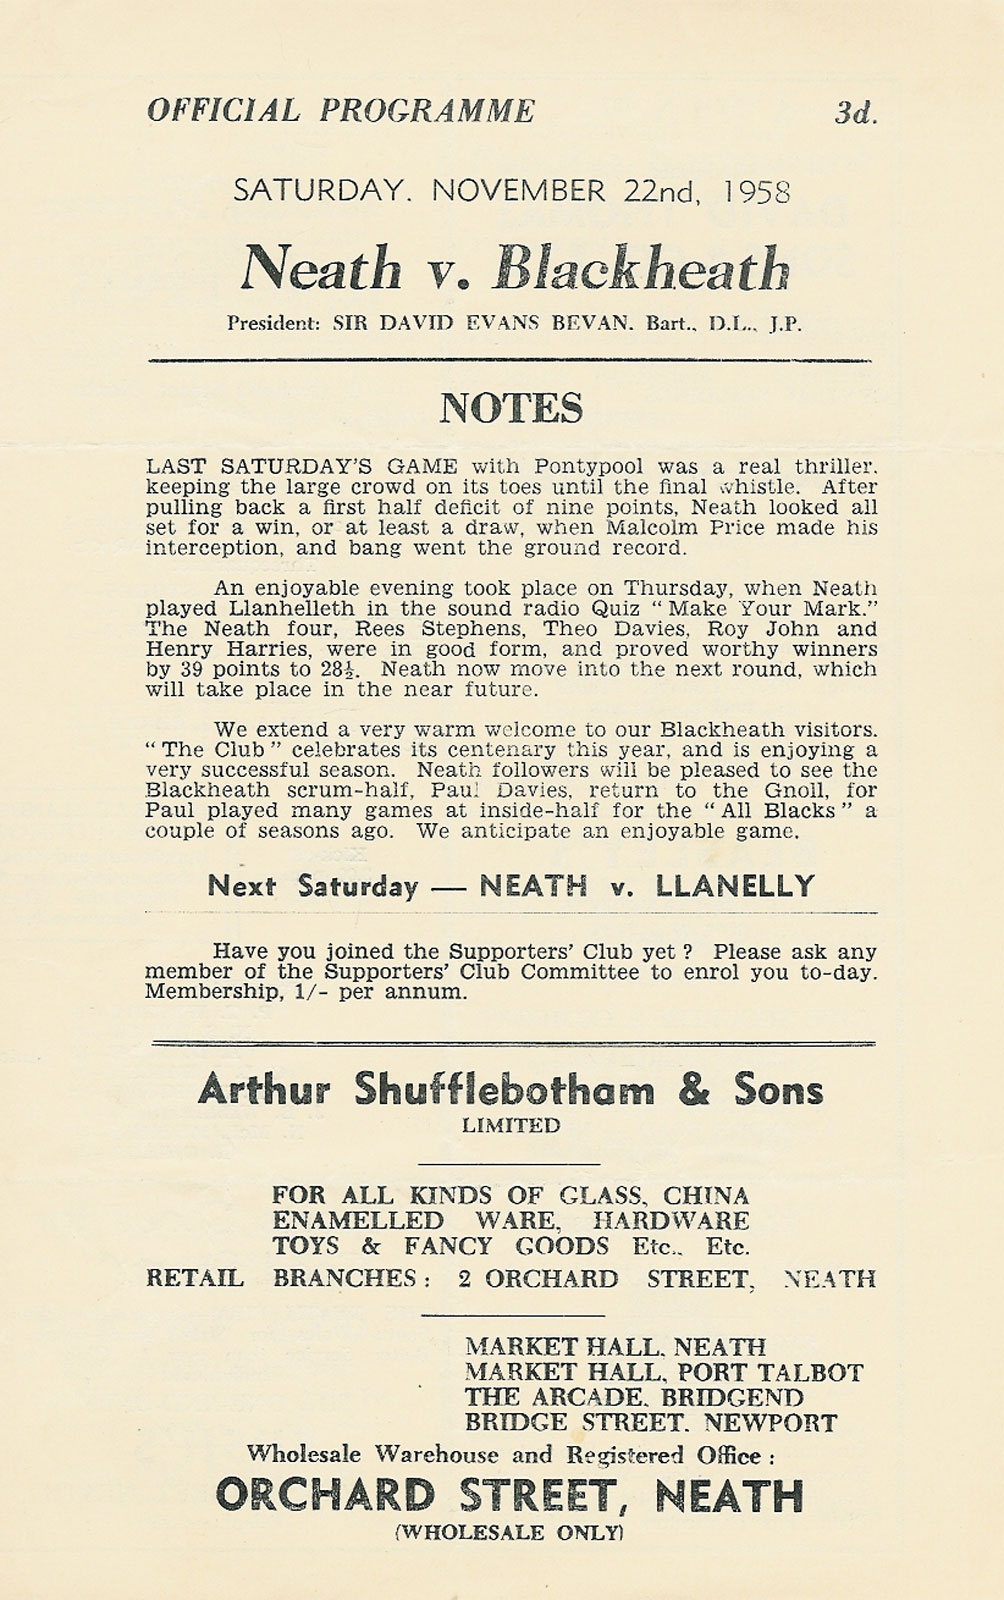 OFFICIAL PROGRAMME 3d.
SATURDAY. NOVEMBER 22nd, 1958
Neath v. Blackheath
President: SIR DAVID EVANS BEVAN. Bart., D.L., J.P.
NOTES
LAST SATURDAY'S GAME with Pontypool was a real thriller.
keeping the large crowd on its toes until the final whistle. After
pulling back a first half deficit of nine points, Neath looked all
set for a win, or at least a draw, when Malcolm Price made his
interception, and bang went the ground record.
An enjoyable evening took place on Thursday, when Neath
played Llanhelleth in the sound radio Quiz "Make Your Mark."
The Neath four, Rees Stephens, Theo Davies, Roy John and
Henry Harries, were in good form, and proved worthy winners
by 39 points to 28½. Neath now move into the next round, which
will take place in the near future.
We extend a very warm welcome to our Blackheath visitors.
"The Club" celebrates its centenary this year, and is enjoying a
very successful season. Neath followers will be pleased to see the
Blackheath scrum-half, Paul Davies, return to the Gnoll, for
Paul played many games at inside-half for the "All Blacks" a
couple of seasons ago. We anticipate an enjoyable game.
Next Saturday — NEATH v. LLANELLY
Have you joined the Supporters' Club yet? Please ask any
member of the Supporters' Club Committee to enrol you to-day.
Membership, 1/- per annum.
Arthur Shufflebotham & Sons
LIMITED
FOR ALL KINDS OF GLASS, CHINA
ENAMELLED WARE, HARDWARE
TOYS & FANCY GOODS Etc., Etc.
RETAIL BRANCHES: 2 ORCHARD STREET, NEATH
MARKET HALL, NEATH
MARKET HALL, PORT TALBOT
THE ARCADE, BRIDGEND
BRIDGE STREET. NEWPORT
Wholesale Warehouse and Registered Office:
ORCHARD STREET, NEATH
(WHOLESALE ONLY)